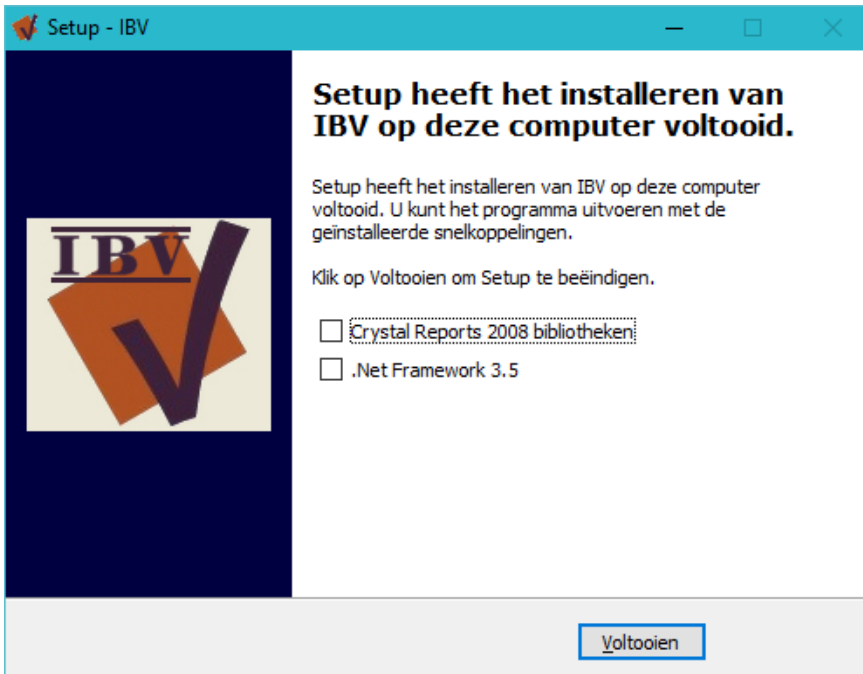 Setup - IBV
Setup heeft het installeren van
IBV op deze computer voltooid.
IBV
Setup heeft het installeren van IBV op deze computer
voltooid. U kunt het programma uitvoeren met de
geïnstalleerde snelkoppelingen.
Klik op Voltooien om Setup te beëindigen.
Crystal Reports 2008 bibliotheken
.Net Framework 3.5
Voltooien